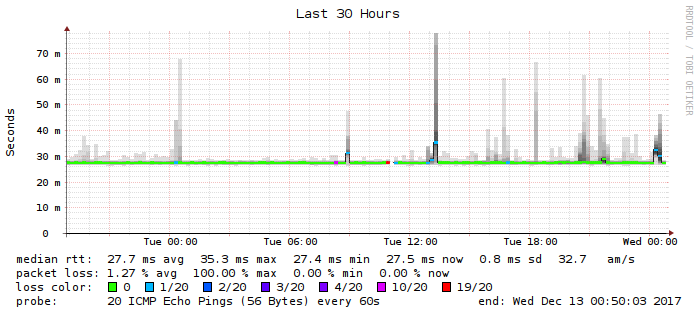 Last 30 Hours
RRDTOOL / TOBI OETIKER
Seconds
70 m
60 m
50 m
40 m
30 m
20 m
10 m
0
Tue 00:00 Tue 06:00 Tue 12:00 Tue 18:00 Wed 00:00
median rtt: 27.7 ms avg 35.3 ms max 27.4 ms min 27.5 ms now 0.8 ms sd 32.7 am/s
packet loss: 1.27 % avg 100.00 % max 0.00 % min 0.00 % now
loss color: 0 1/20 2/20 3/20 4/20 10/20 19/20
probe: 20 ICMP Echo Pings (56 Bytes) every 60s end: Wed Dec 13 00:50:03 2017